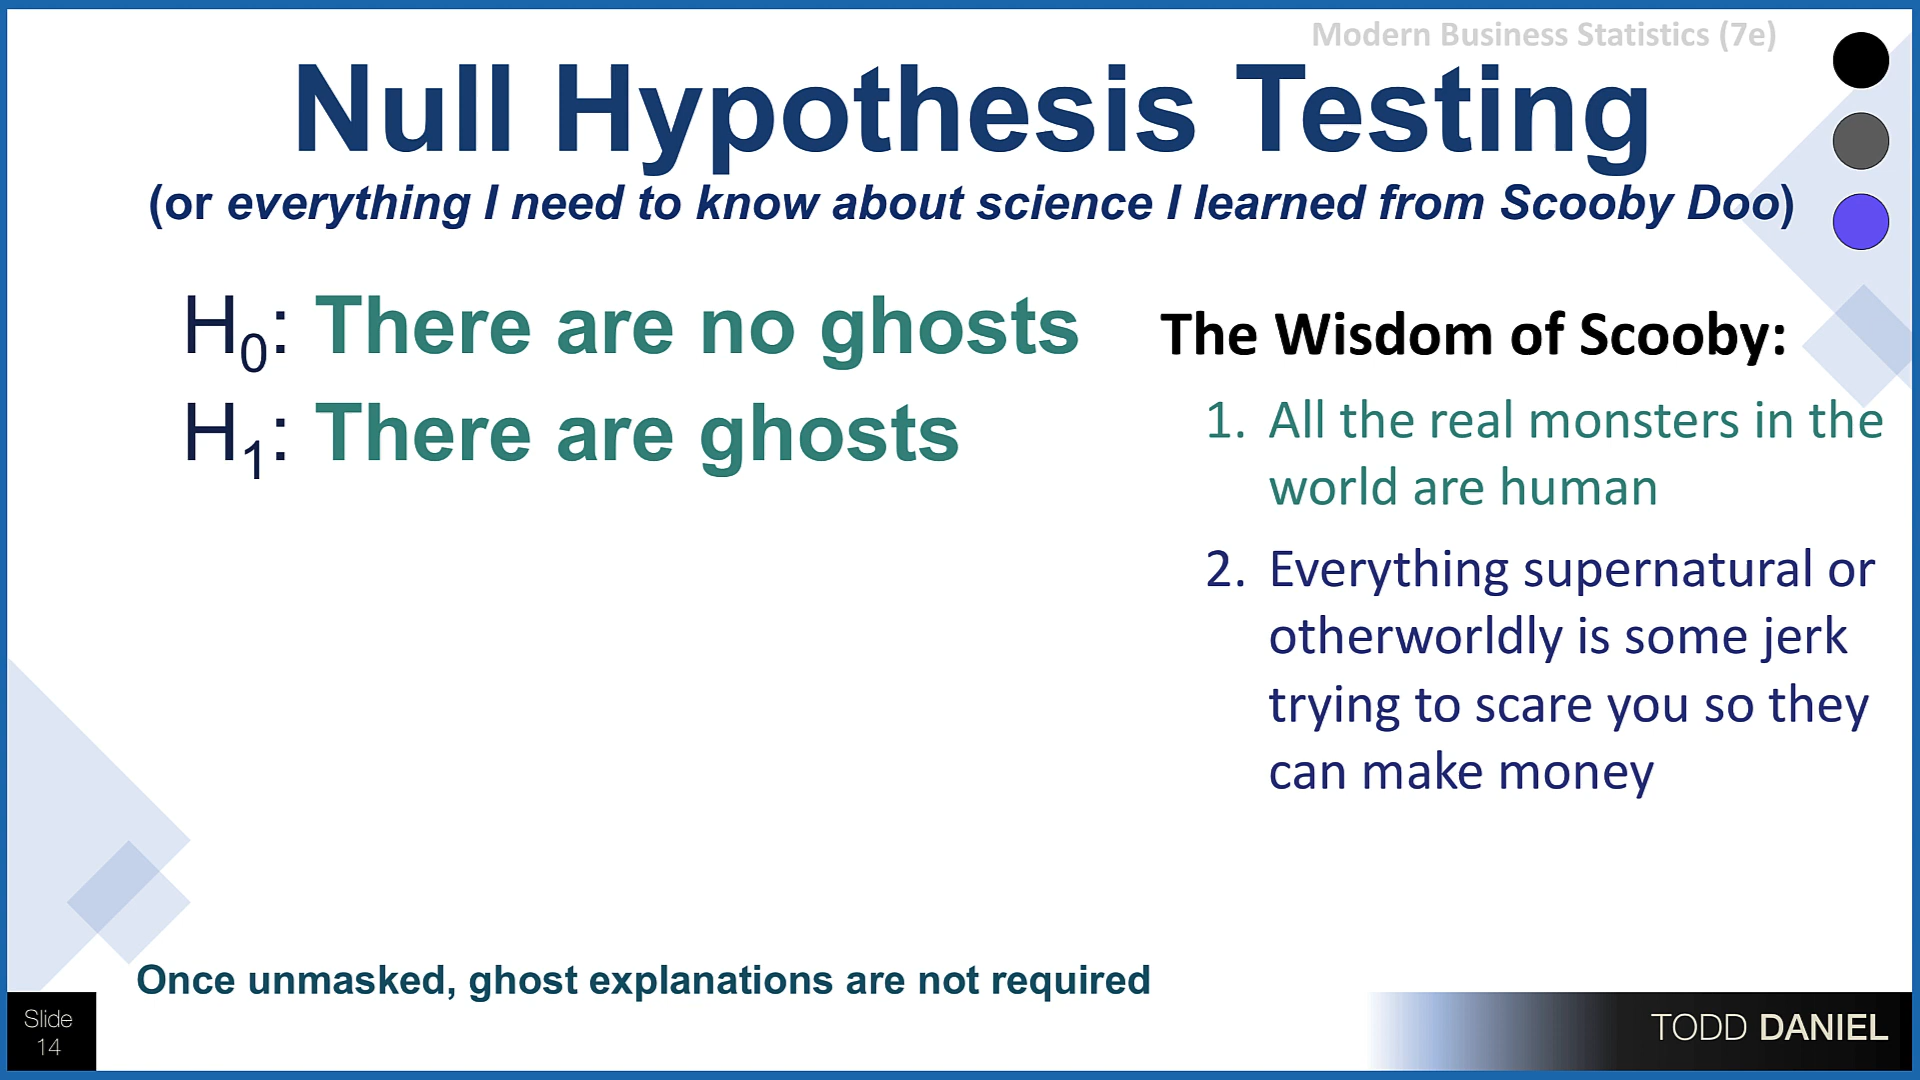 Modern Business Statistics (7e)
Null Hypothesis Testing
(or everything I need to know about science I learned from Scooby Doo)
H₀: There are no ghosts
H₁: There are ghosts
The Wisdom of Scooby:
1. All the real monsters in the
world are human
2. Everything supernatural or
otherworldly is some jerk
trying to scare you so they
can make money
Once unmasked, ghost explanations are not required
Slide
14
TODD DANIEL